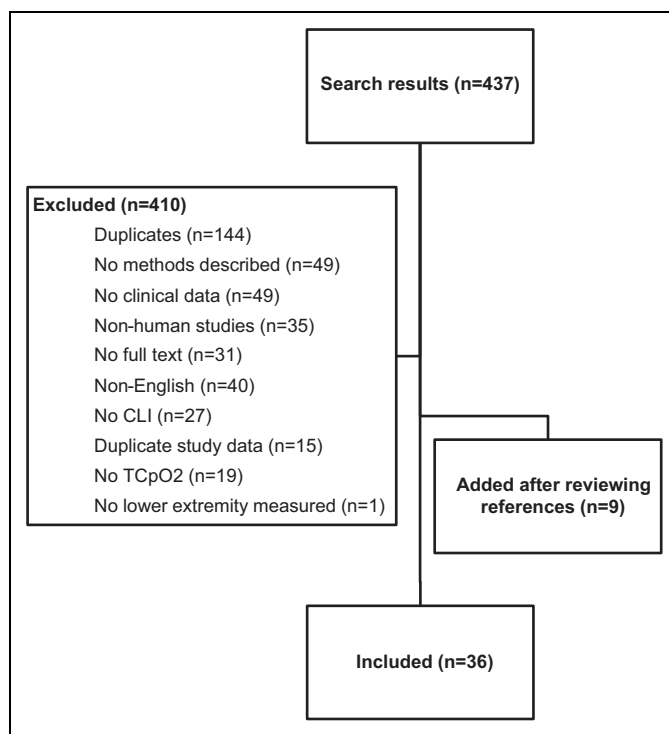 Search results (n=437)
Excluded (n=410)
Duplicates (n=144)
No methods described (n=49)
No clinical data (n=49)
Non-human studies (n=35)
No full text (n=31)
Non-English (n=40)
No CLI (n=27)
Duplicate study data (n=15)
No TCpO2 (n=19)
No lower extremity measured (n=1)
Added after reviewing
references (n=9)
Included (n=36)